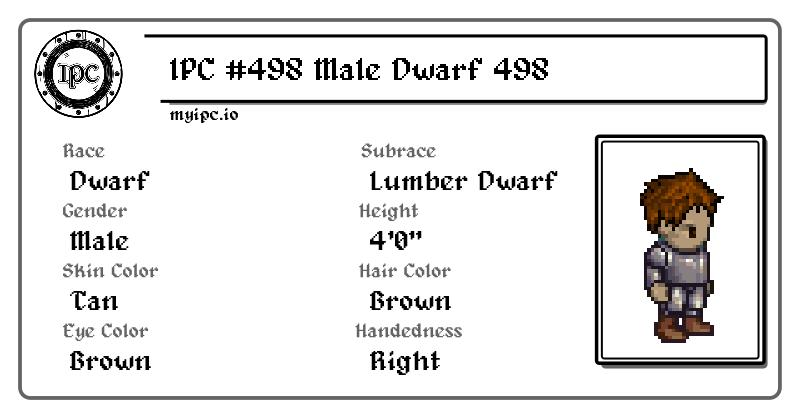 IPC
IPC #498 Male Dwarf 498
myipc.io
Race
Dwarf
Subrace
Lumber Dwarf
Gender
Male
Height
4'0"
Skin Color
Tan
Hair Color
Brown
Eye Color
Brown
Handedness
Right